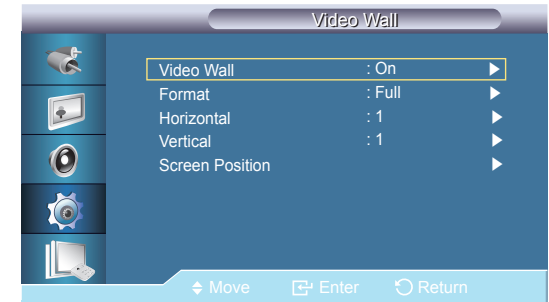 Video Wall
Video Wall : On
Format : Full
Horizontal : 1
Vertical : 1
Screen Position
Move Enter Return